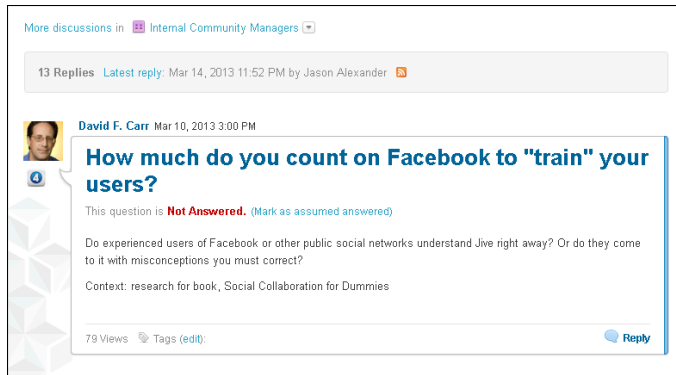 More discussions in Internal Community Managers
13 Replies Latest reply: Mar 14, 2013 11:52 PM by Jason Alexander
David F. Carr Mar 10, 2013 3:00 PM
How much do you count on Facebook to "train" your
users?
4
This question is Not Answered. (Mark as assumed answered)
Do experienced users of Facebook or other public social networks understand Jive right away? Or do they come
to it with misconceptions you must correct?
Context: research for book, Social Collaboration for Dummies
79 Views Tags (edit):
Reply